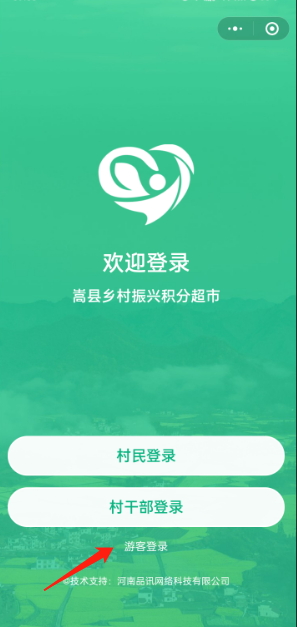 欢迎登录
嵩县乡村振兴积分超市
村民登录
村干部登录
游客登录
©技术支持：河南品讯网络科技有限公司